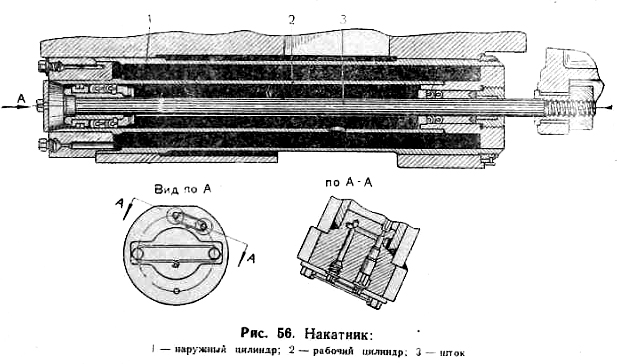 1 2 3
А
Вид по А
по А-А
А
А
Рис. 56. Накатник:
1 — наружный цилиндр; 2 — рабочий цилиндр; 3 — шток